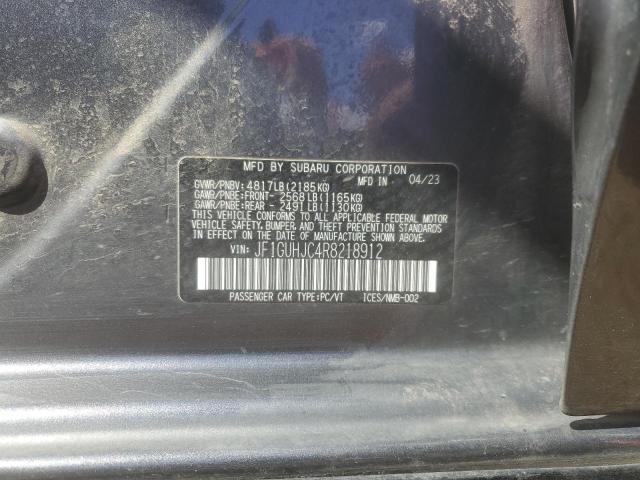 MFD BY SUBARU CORPORATION
GVWR/PNBV: 4817LB(2185KG) MFD IN 04/23
GAWR/PNBE:FRONT- 2568LB(1165KG)
GAWR/PNBE:REAR - 2491LB(1130KG)
THIS VEHICLE CONFORMS TO ALL APPLICABLE FEDERAL MOTOR
VEHICLE SAFETY, BUMPER, AND THEFT PREVENTION STANDARDS
IN EFFECT ON THE DATE OF MANUFACTURE SHOWN ABOVE.
VIN: JF1GUHJC4R8218912
PASSENGER CAR TYPE:PC/VT ICES/NMB-002